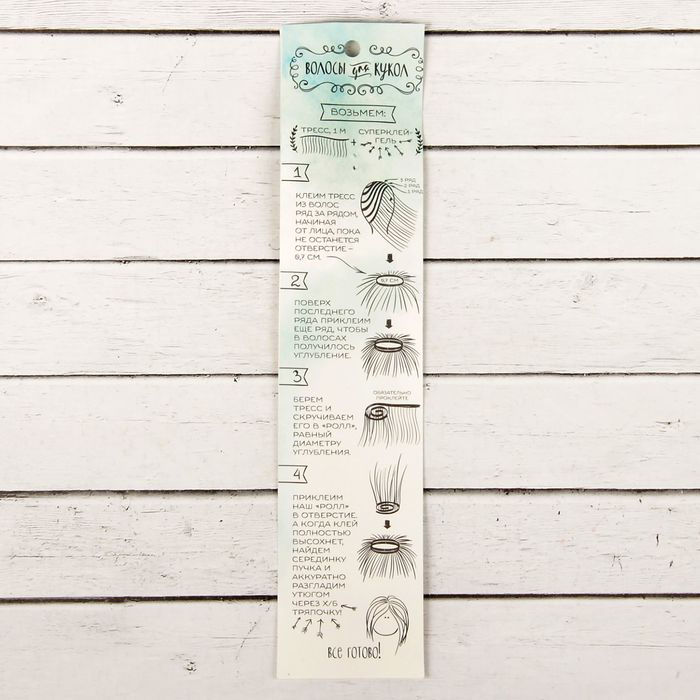 ВОЛОСЫ для КУКОЛ
ВОЗЬМЕМ:
ТРЕСС, 1 М + СУПЕРКЛЕЙ-
ГЕЛЬ
1
3 РЯД
2 РЯД
1 РЯД
КЛЕИМ ТРЕСС
ИЗ ВОЛОС
РЯД ЗА РЯДОМ,
НАЧИНАЯ
ОТ ЛИЦА, ПОКА
НЕ ОСТАНЕТСЯ
ОТВЕРСТИЕ –
0,7 СМ.
0,7 СМ
2
ПОВЕРХ
ПОСЛЕДНЕГО
РЯДА ПРИКЛЕИМ
ЕЩЕ РЯД, ЧТОБЫ
В ВОЛОСАХ
ПОЛУЧИЛОСЬ
УГЛУБЛЕНИЕ.
3
ОБЯЗАТЕЛЬНО
ПРОКЛЕЙТЕ
БЕРЕМ
ТРЕСС И
СКРУЧИВАЕМ
ЕГО В «РОЛЛ»,
РАВНЫЙ
ДИАМЕТРУ
УГЛУБЛЕНИЯ.
4
ПРИКЛЕИМ
НАШ «РОЛЛ»
В ОТВЕРСТИЕ.
А КОГДА КЛЕЙ
ПОЛНОСТЬЮ
ВЫСОХНЕТ,
НАЙДЕМ
СЕРЕДИНКУ
ПУЧКА И
АККУРАТНО
РАЗГЛАДИМ
УТЮГОМ
ЧЕРЕЗ Х/Б
ТРЯПОЧКУ!
ВСЕ ГОТОВО!